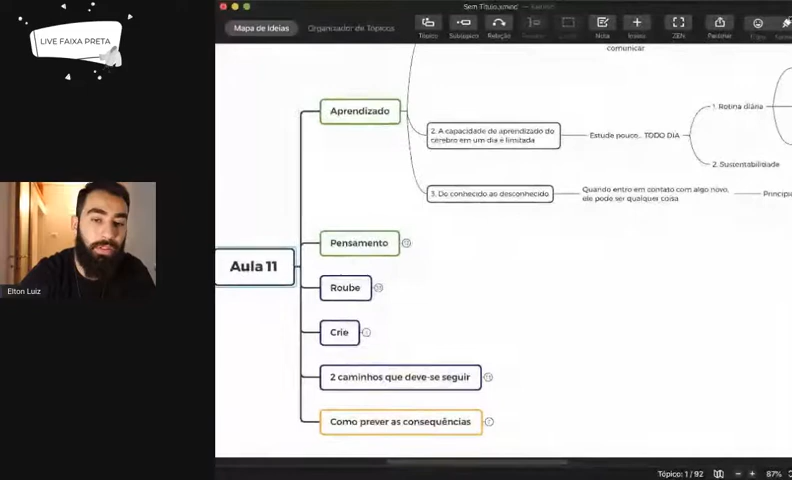 LIVE FAIXA PRETA
Elton Luiz
Sem Título.xmind
Mapa de Ideias
Organizador de Tópicos
Tópico
Subtópico
Relação
Nota
ZEN
comunicar
Aprendizado
2. A capacidade de aprendizado do
cérebro em um dia é limitada
Estude pouco... TODO DIA
1. Rotina diária
2. Sustentabilidade
3. Do conhecido ao desconhecido
Quando entro em contato com algo novo,
ele pode ser qualquer coisa
Aula 11
Pensamento
Roube
Crie
2 caminhos que deve-se seguir
Como prever as consequências
Tópico: 1 / 92
87%